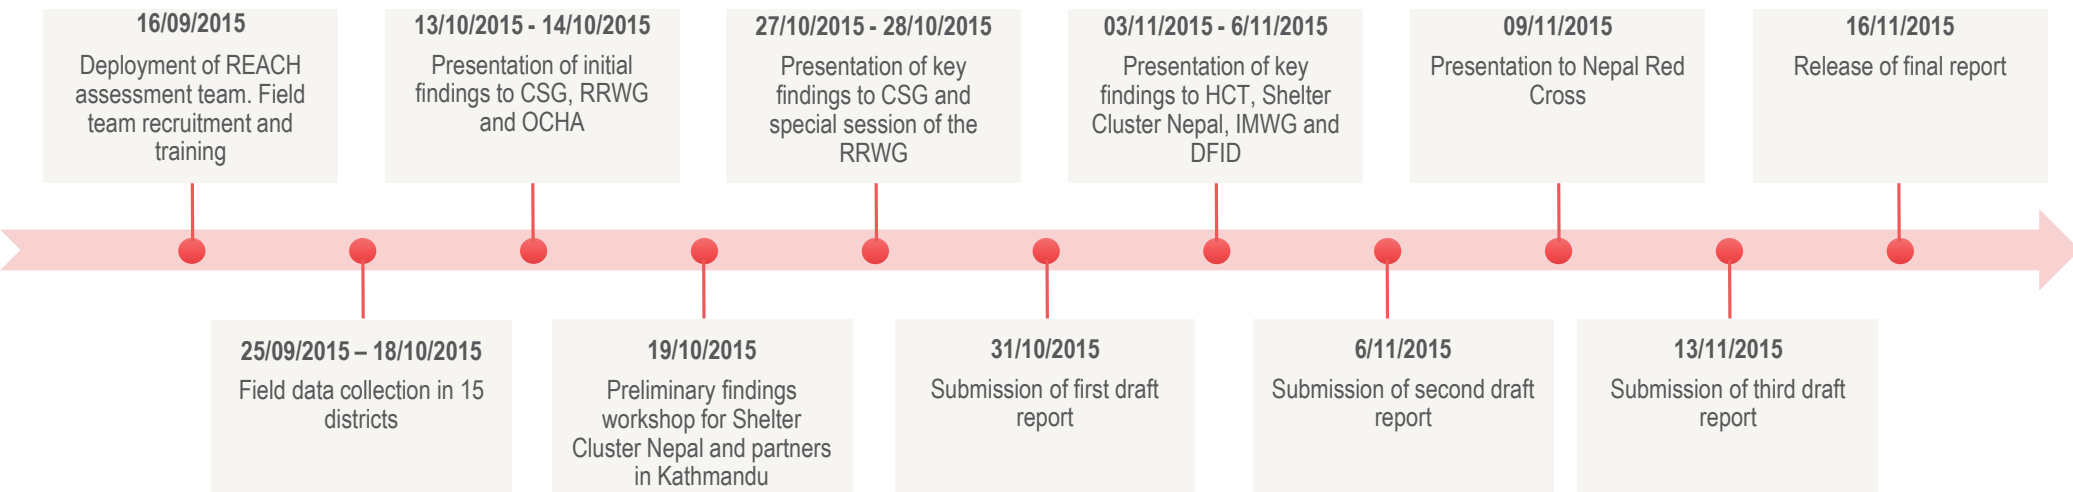 16/09/2015
Deployment of REACH
assessment team. Field
team recruitment and
training
13/10/2015 - 14/10/2015
Presentation of initial
findings to CSG, RRWG
and OCHA
27/10/2015 - 28/10/2015
Presentation of key
findings to CSG and
special session of the
RRWG
03/11/2015 - 6/11/2015
Presentation of key
findings to HCT, Shelter
Cluster Nepal, IMWG and
DFID
09/11/2015
Presentation to Nepal Red
Cross
16/11/2015
Release of final report
25/09/2015 – 18/10/2015
Field data collection in 15
districts
19/10/2015
Preliminary findings
workshop for Shelter
Cluster Nepal and partners
in Kathmandu
31/10/2015
Submission of first draft
report
6/11/2015
Submission of second draft
report
13/11/2015
Submission of third draft
report